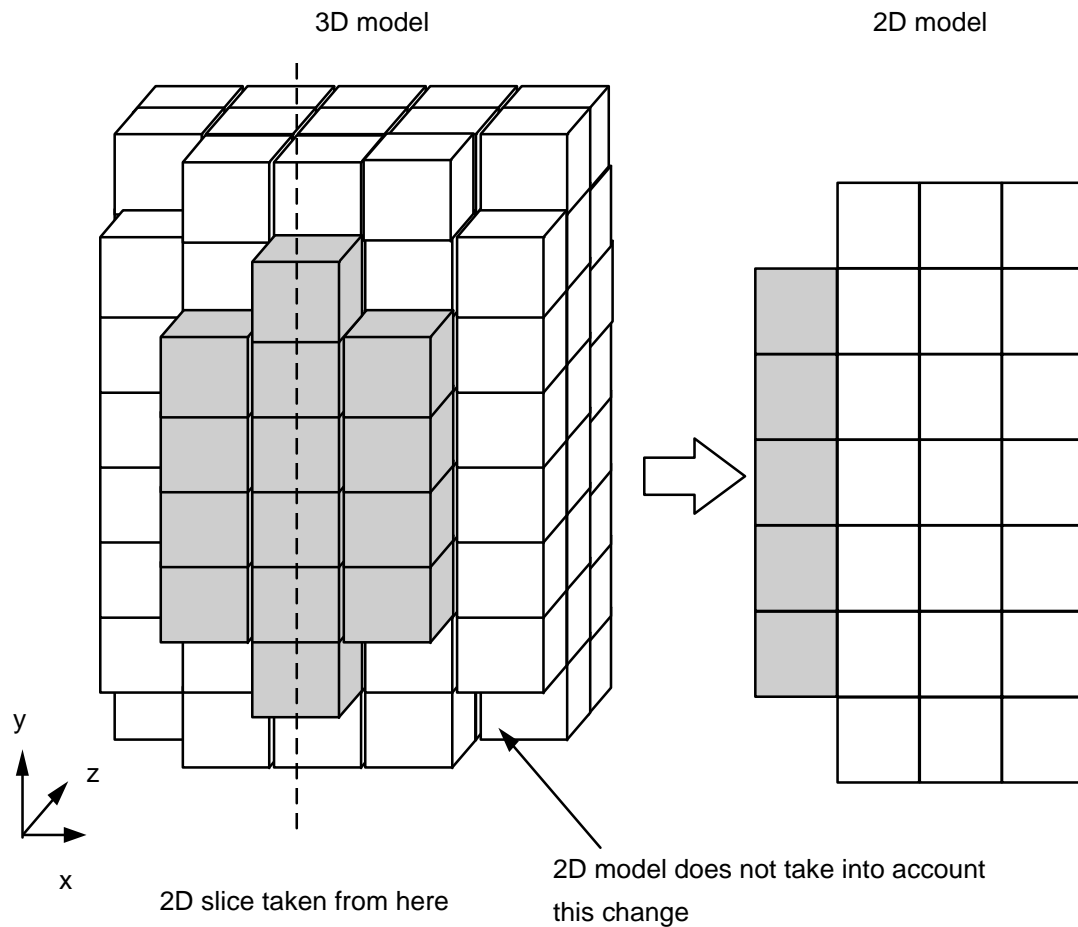 3D model
2D model
y
z
x
2D slice taken from here
2D model does not take into account
this change